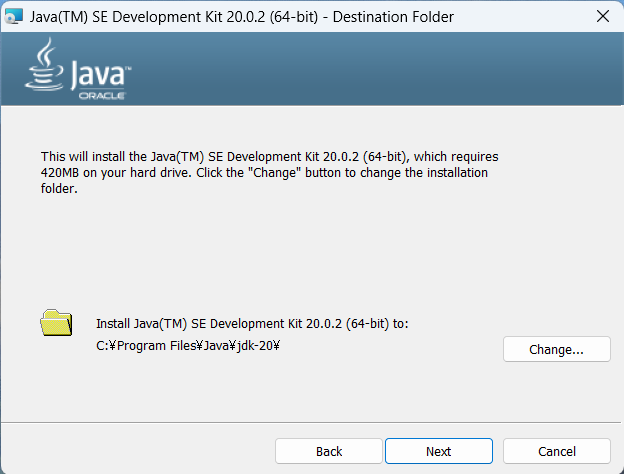 Java(TM) SE Development Kit 20.0.2 (64-bit) - Destination Folder
Java™
ORACLE
This will install the Java(TM) SE Development Kit 20.0.2 (64-bit), which requires
420MB on your hard drive. Click the "Change" button to change the installation
folder.
Install Java(TM) SE Development Kit 20.0.2 (64-bit) to:
C:¥Program Files¥Java¥jdk-20¥
Change...
Back
Next
Cancel